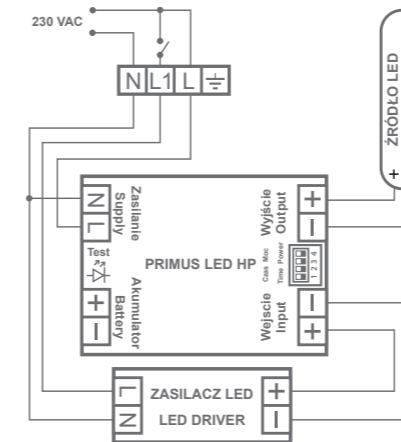 230 VAC
N L1 L
ŹRÓDŁO LED
+
N
L
Zasilanie
Supply
Test
+
−
Akumulator
Battery
PRIMUS LED HP
Wyjście
Output
+
−
Czas Moc
Time Power
1 2 3 4
Wejście
Input
−
+
L
N
ZASILACZ LED
LED DRIVER
+
−